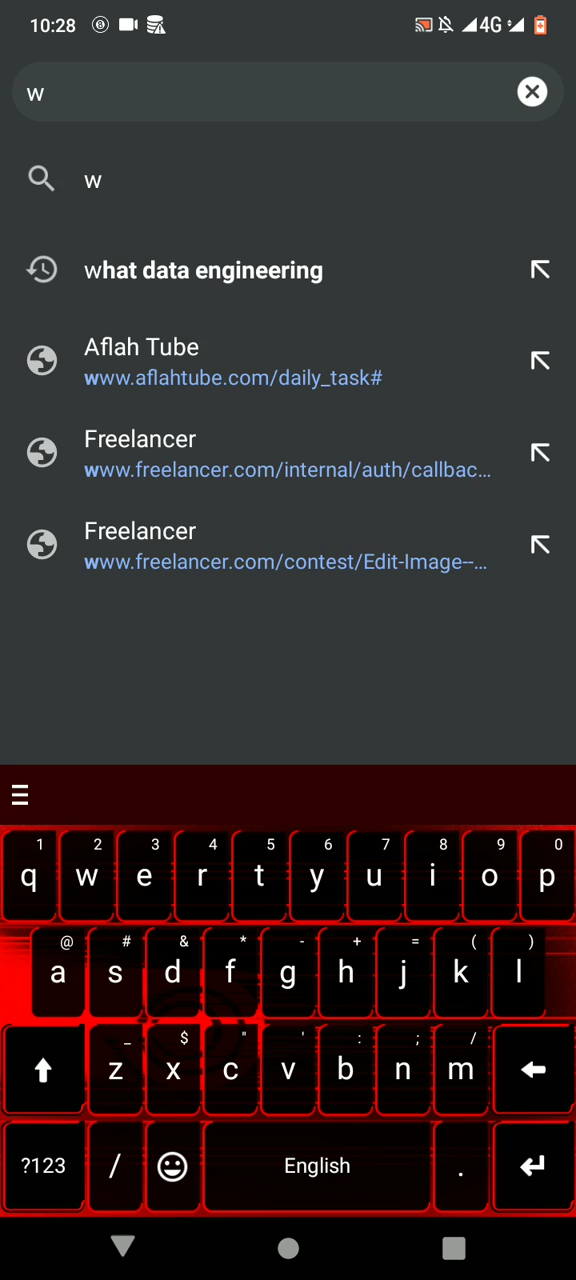 10:28
4G
w
w
what data engineering
Aflah Tube
www.aflahtube.com/daily_task#
Freelancer
www.freelancer.com/internal/auth/callbac...
Freelancer
www.freelancer.com/contest/Edit-Image--...
1 2 3 4 5 6 7 8 9 0
q w e r t y u i o p
@ # & * - + = ( )
a s d f g h j k l
_ $ " ' : ; /
z x c v b n m
?123 / English .